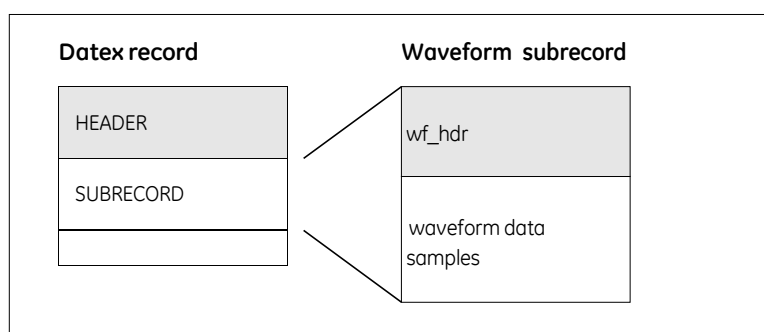 Datex record
Waveform subrecord
HEADER
SUBRECORD
wf_hdr
waveform data
samples